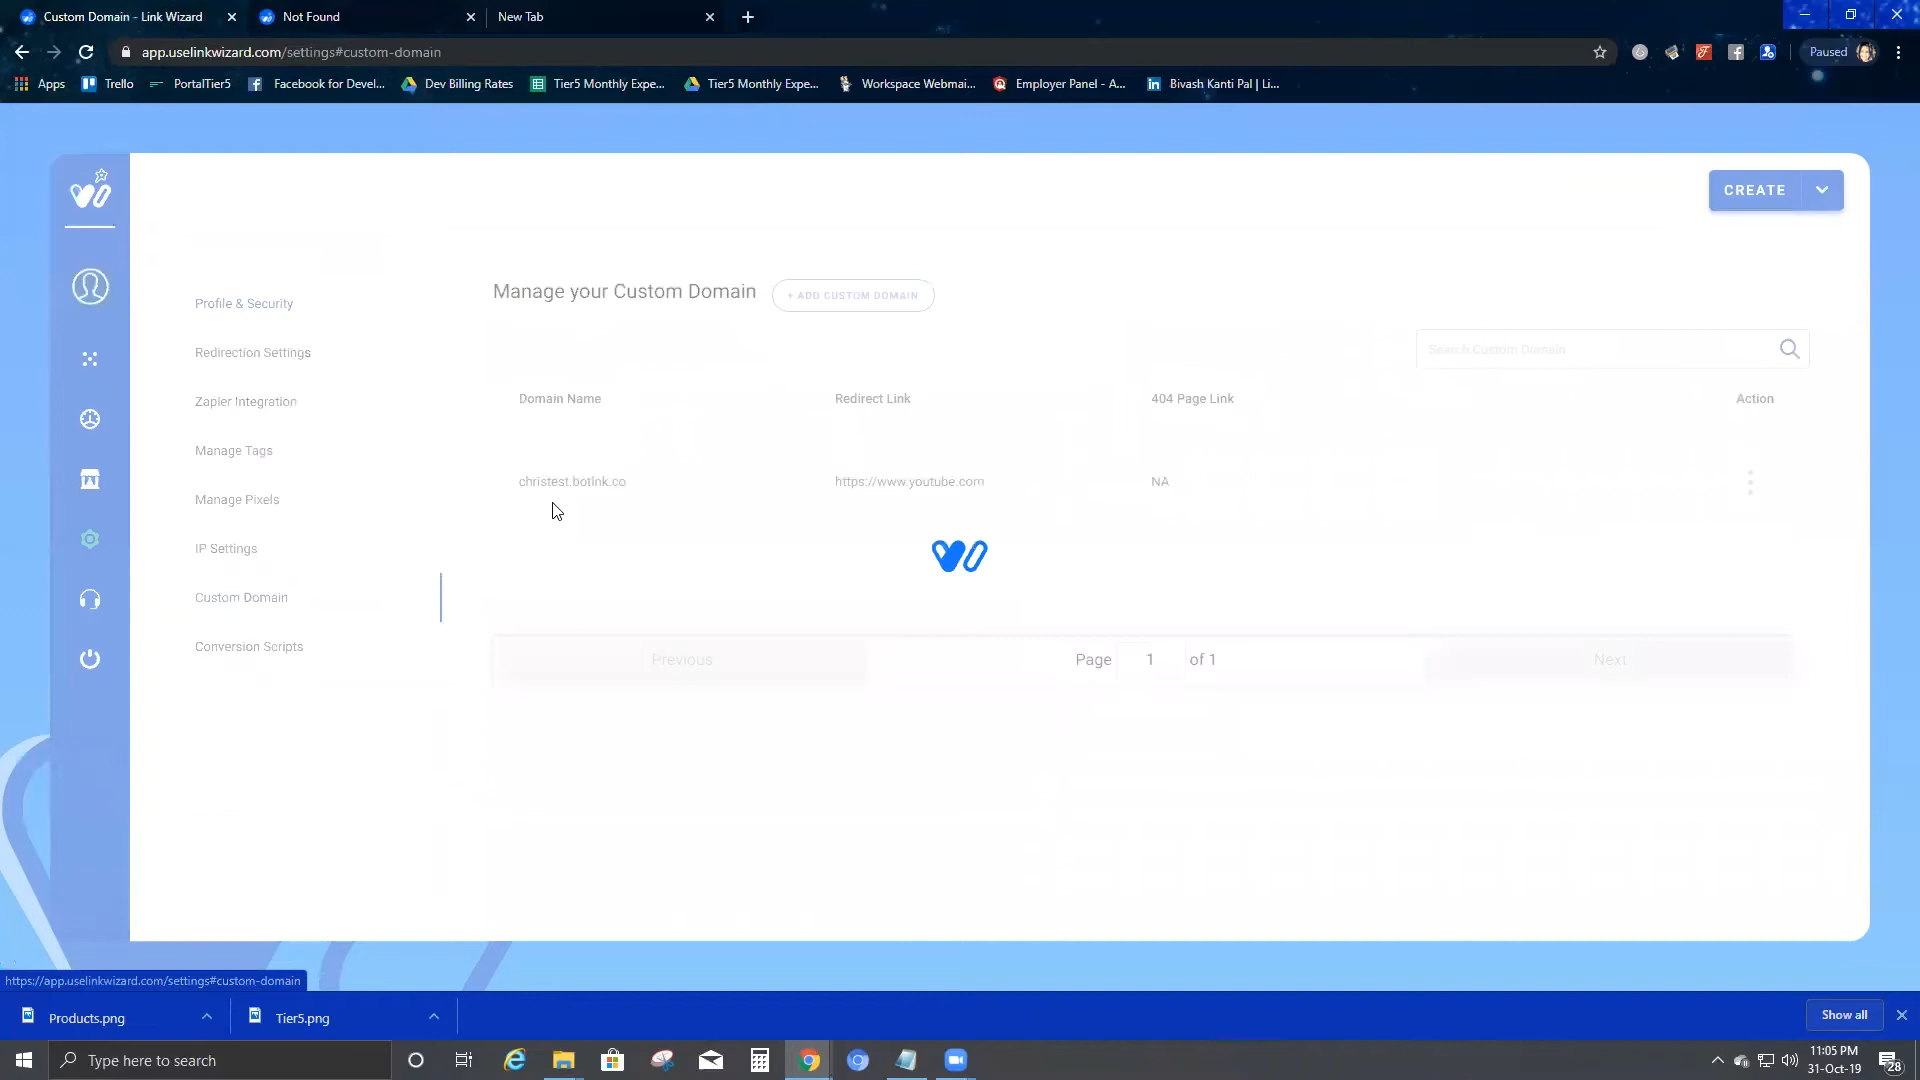 Custom Domain - Link Wizard
Not Found
New Tab
app.uselinkwizard.com/settings#custom-domain
Paused
Apps
Trello
PortalTier5
Facebook for Devel...
Dev Billing Rates
Tier5 Monthly Expe...
Tier5 Monthly Expe...
Workspace Webmai...
Employer Panel - A...
Bivash Kanti Pal | Li...
CREATE
Profile & Security
Redirection Settings
Zapier Integration
Manage Tags
Manage Pixels
IP Settings
Custom Domain
Conversion Scripts
Manage your Custom Domain
+ ADD CUSTOM DOMAIN
Search Custom Domain
Domain Name
Redirect Link
404 Page Link
Action
christest.botlnk.co
https://www.youtube.com
NA
Previous
Page 1 of 1
Next
https://app.uselinkwizard.com/settings#custom-domain
Products.png
Tier5.png
Show all
Type here to search
11:05 PM
31-Oct-19
28